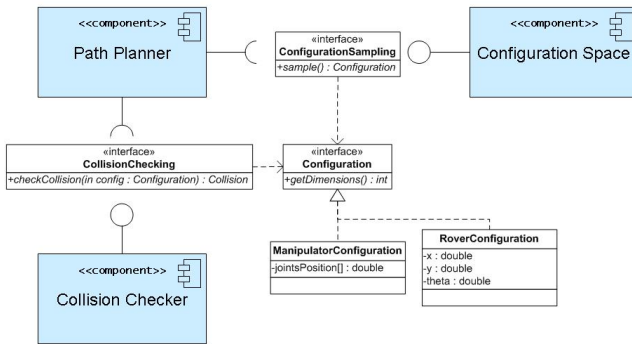 <<component>>
Path Planner
«interface»
ConfigurationSampling
+sample() : Configuration
<<component>>
Configuration Space
«interface»
CollisionChecking
+checkCollision(in config : Configuration) : Collision
«interface»
Configuration
+getDimensions() : int
<<component>>
Collision Checker
ManipulatorConfiguration
-jointsPosition[] : double
RoverConfiguration
-x : double
-y : double
-theta : double